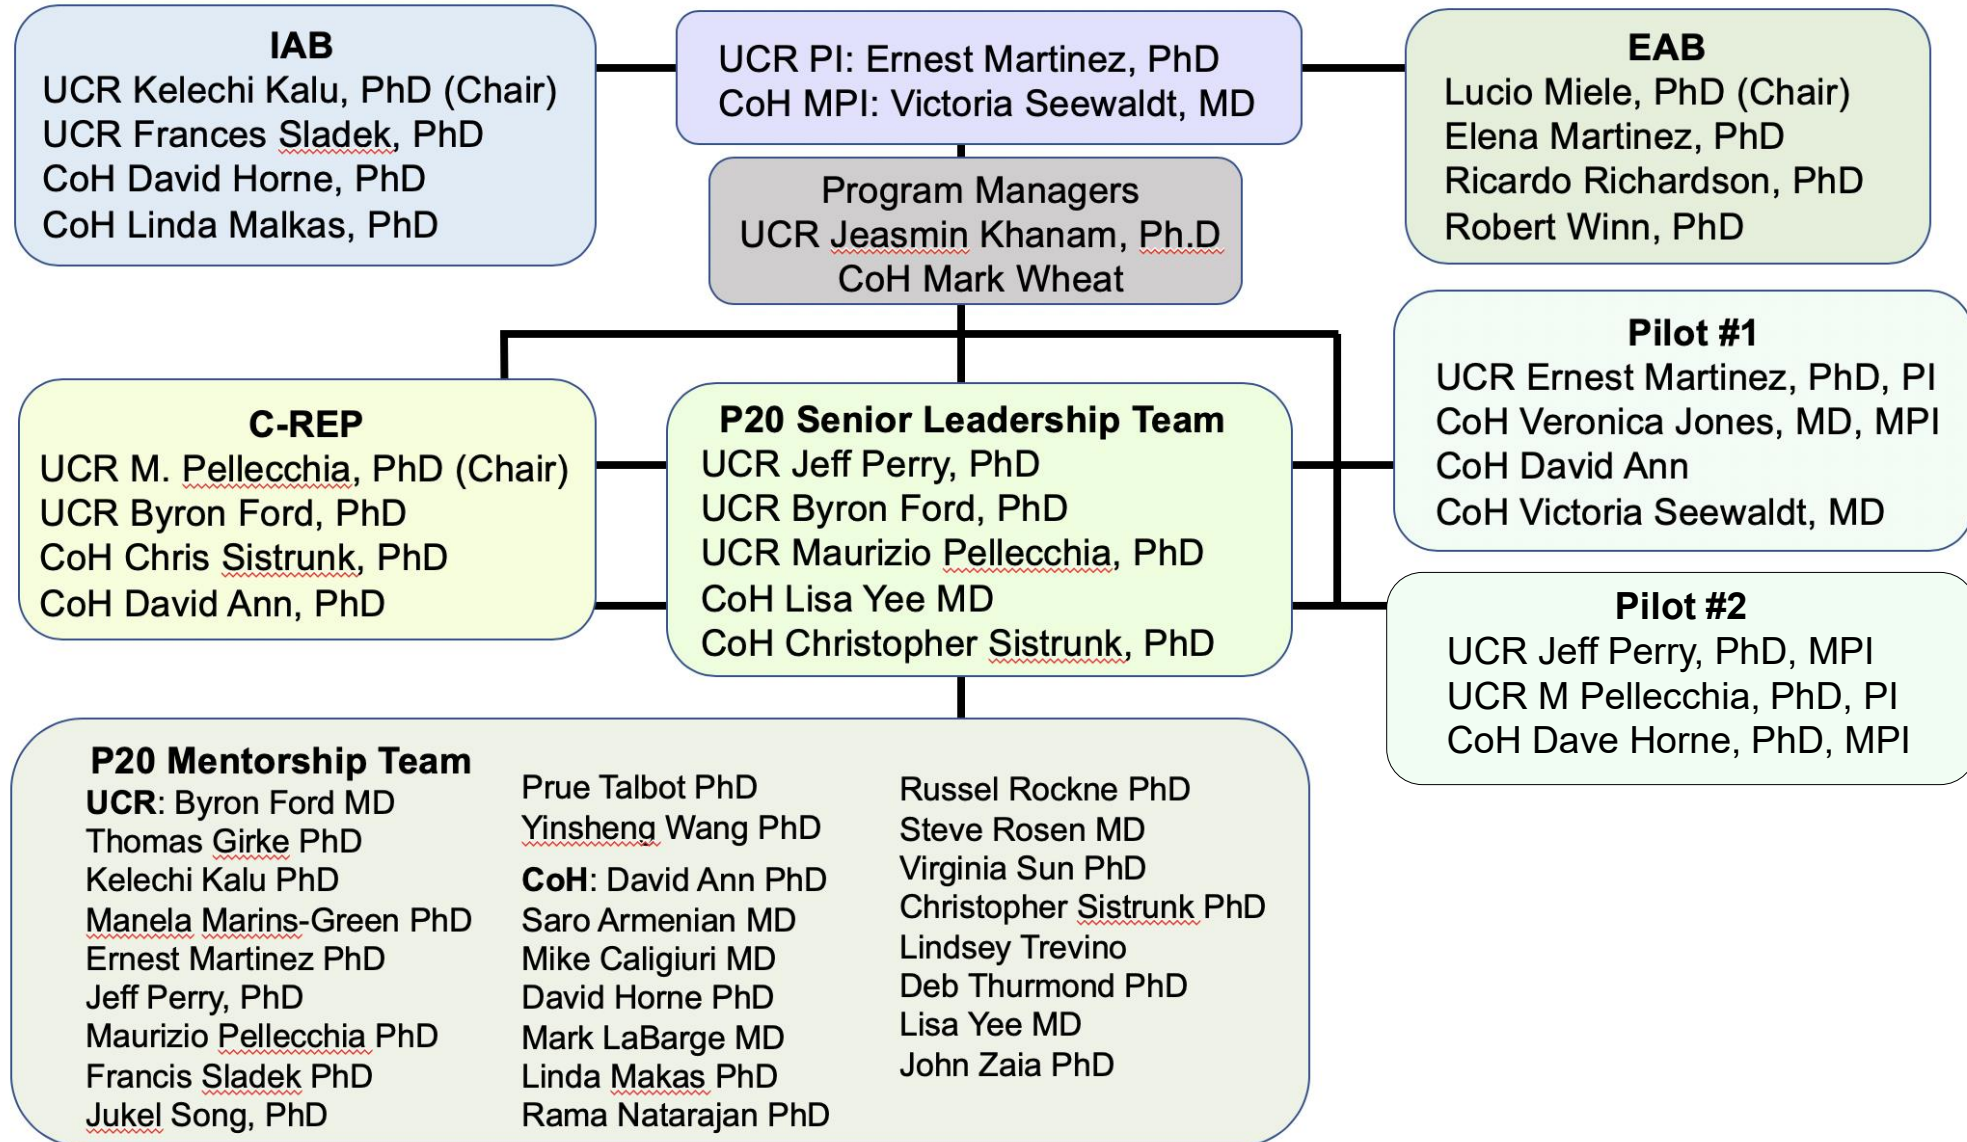 IAB
UCR Kelechi Kalu, PhD (Chair)
UCR Frances Sladek, PhD
CoH David Horne, PhD
CoH Linda Malkas, PhD
UCR PI: Ernest Martinez, PhD
CoH MPI: Victoria Seewaldt, MD
EAB
Lucio Miele, PhD (Chair)
Elena Martinez, PhD
Ricardo Richardson, PhD
Robert Winn, PhD
Program Managers
UCR Jeasmin Khanam, Ph.D
CoH Mark Wheat
C-REP
UCR M. Pellecchia, PhD (Chair)
UCR Byron Ford, PhD
CoH Chris Sistrunk, PhD
CoH David Ann, PhD
P20 Senior Leadership Team
UCR Jeff Perry, PhD
UCR Byron Ford, PhD
UCR Maurizio Pellecchia, PhD
CoH Lisa Yee MD
CoH Christopher Sistrunk, PhD
Pilot #1
UCR Ernest Martinez, PhD, PI
CoH Veronica Jones, MD, MPI
CoH David Ann
CoH Victoria Seewaldt, MD
Pilot #2
UCR Jeff Perry, PhD, MPI
UCR M Pellecchia, PhD, PI
CoH Dave Horne, PhD, MPI
P20 Mentorship Team
UCR: Byron Ford MD
Thomas Girke PhD
Kelechi Kalu PhD
Manela Marins-Green PhD
Ernest Martinez PhD
Jeff Perry, PhD
Maurizio Pellecchia PhD
Francis Sladek PhD
Jukel Song, PhD
Prue Talbot PhD
Yinsheng Wang PhD
CoH: David Ann PhD
Saro Armenian MD
Mike Caligiuri MD
David Horne PhD
Mark LaBarge MD
Linda Makas PhD
Rama Natarajan PhD
Russel Rockne PhD
Steve Rosen MD
Virginia Sun PhD
Christopher Sistrunk PhD
Lindsey Trevino
Deb Thurmond PhD
Lisa Yee MD
John Zaia PhD